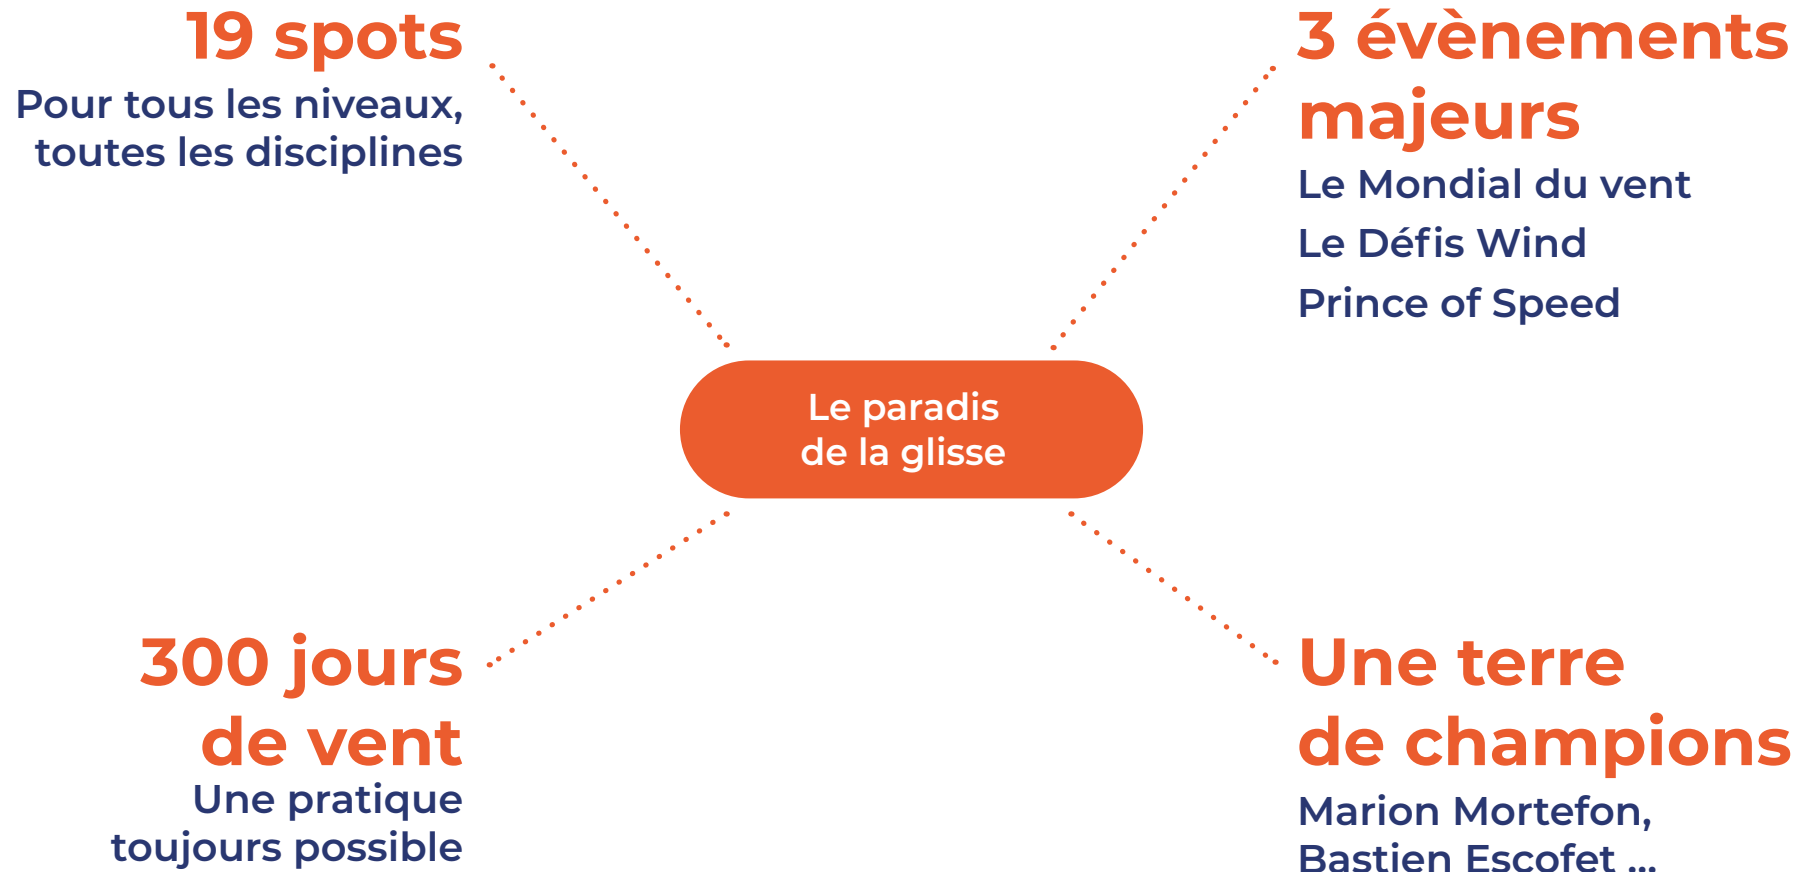 19 spots
Pour tous les niveaux,
toutes les disciplines
3 évènements
majeurs
Le Mondial du vent
Le Défis Wind
Prince of Speed
Le paradis
de la glisse
300 jours
de vent
Une pratique
toujours possible
Une terre
de champions
Marion Mortefon,
Bastien Escofet ...